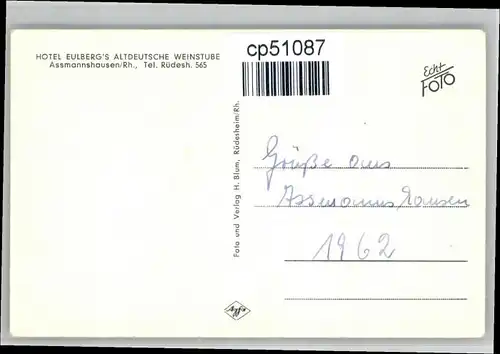 HOTEL EULBERG'S ALTDEUTSCHE WEINSTUBE
Assmannshausen/Rh., Tel. Rüdesh. 565
cp51087
Echt
FOTO
Foto und Verlag H. Blum, Rüdesheim/Rh.
Grüße aus
Assmannshausen
1962
Agfa